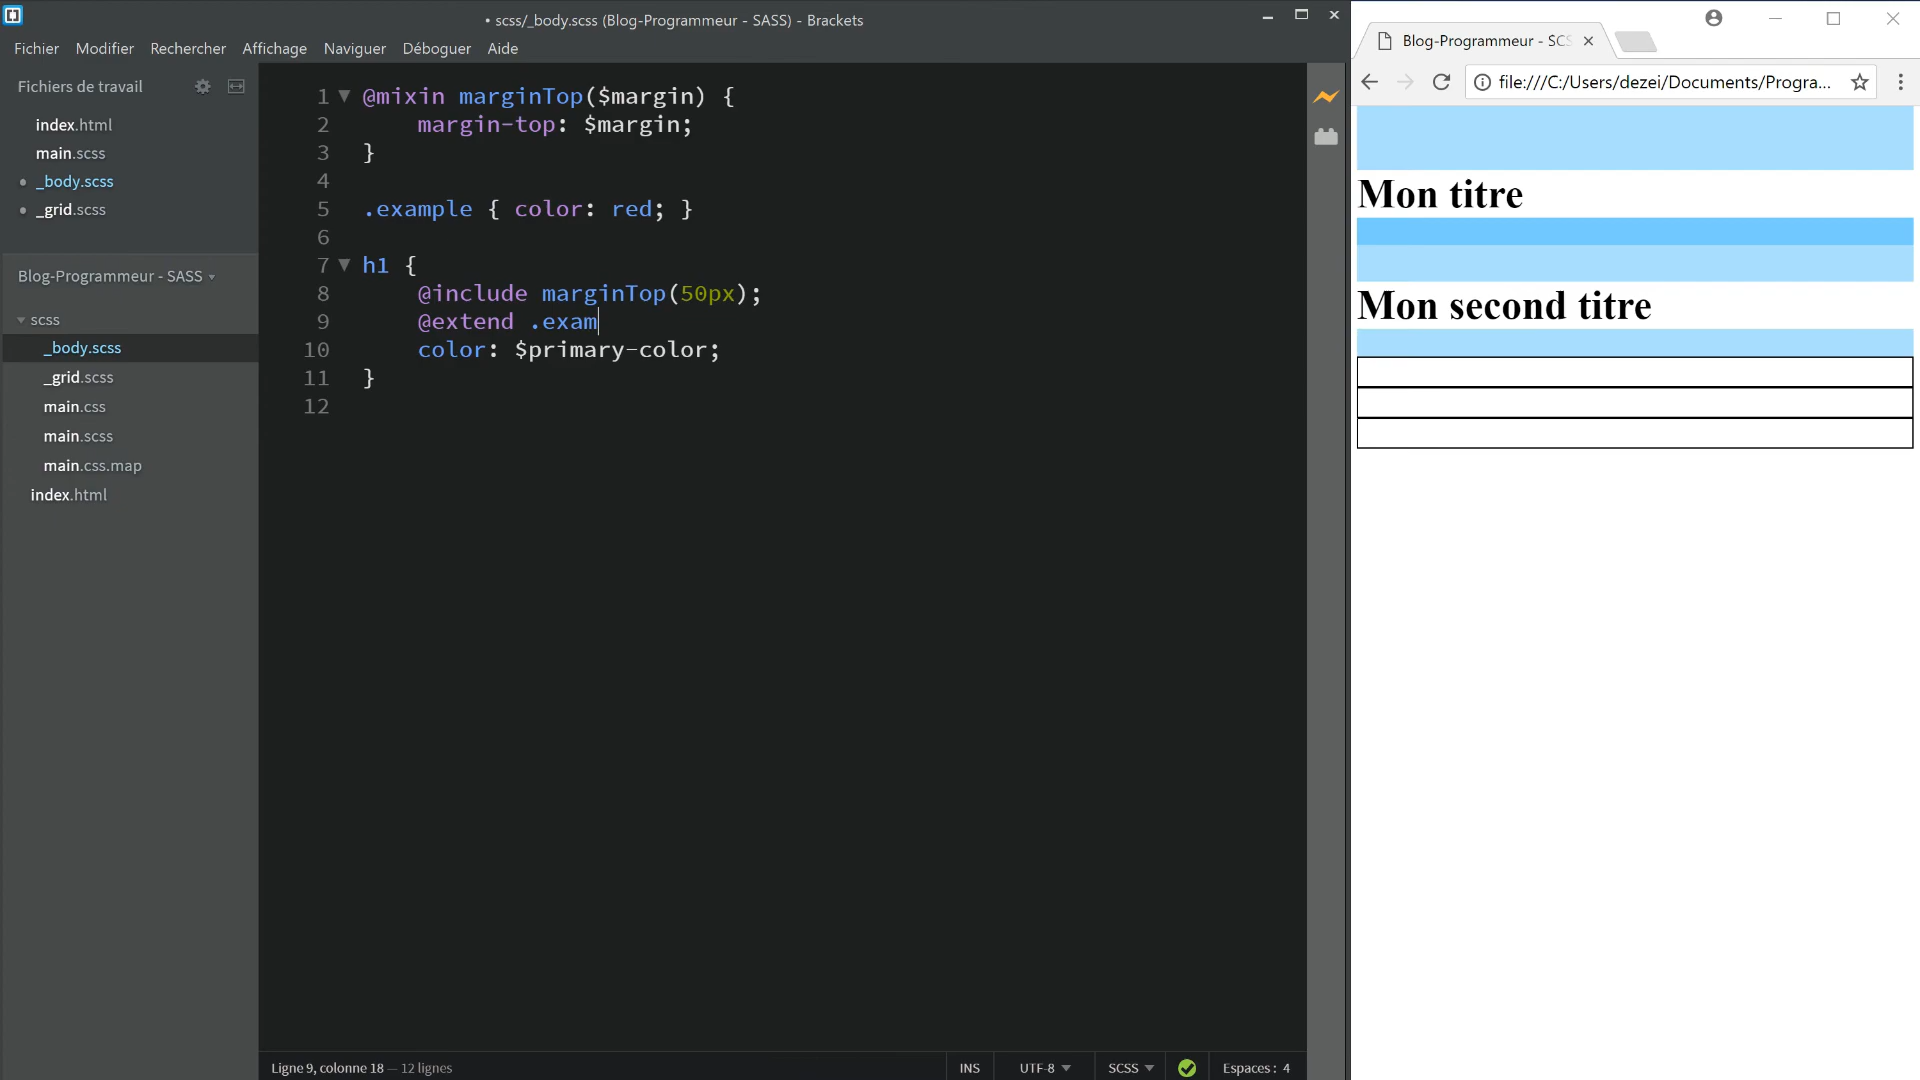 • scss/_body.scss (Blog-Programmeur - SASS) - Brackets
Fichier Modifier Rechercher Affichage Naviguer Déboguer Aide
Fichiers de travail
index.html
main.scss
• _body.scss
• _grid.scss
Blog-Programmeur - SASS
scss
_body.scss
_grid.scss
main.css
main.scss
main.css.map
index.html
1 @mixin marginTop($margin) {
2 margin-top: $margin;
3 }
4
5 .example { color: red; }
6
7 h1 {
8 @include marginTop(50px);
9 @extend .exam
10 color: $primary-color;
11 }
12
Ligne 9, colonne 18 — 12 lignes
INS UTF-8 SCSS Espaces : 4
Blog-Programmeur - SCS
file:///C:/Users/dezei/Documents/Progra...
Mon titre
Mon second titre